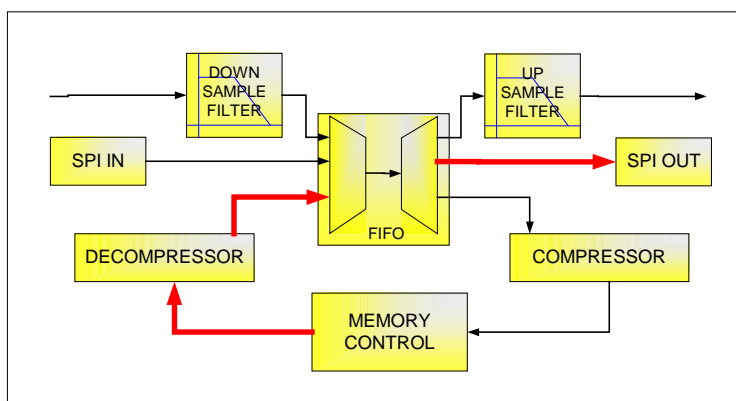 DOWN
SAMPLE
FILTER
UP
SAMPLE
FILTER
SPI IN
SPI OUT
FIFO
DECOMPRESSOR
COMPRESSOR
MEMORY
CONTROL